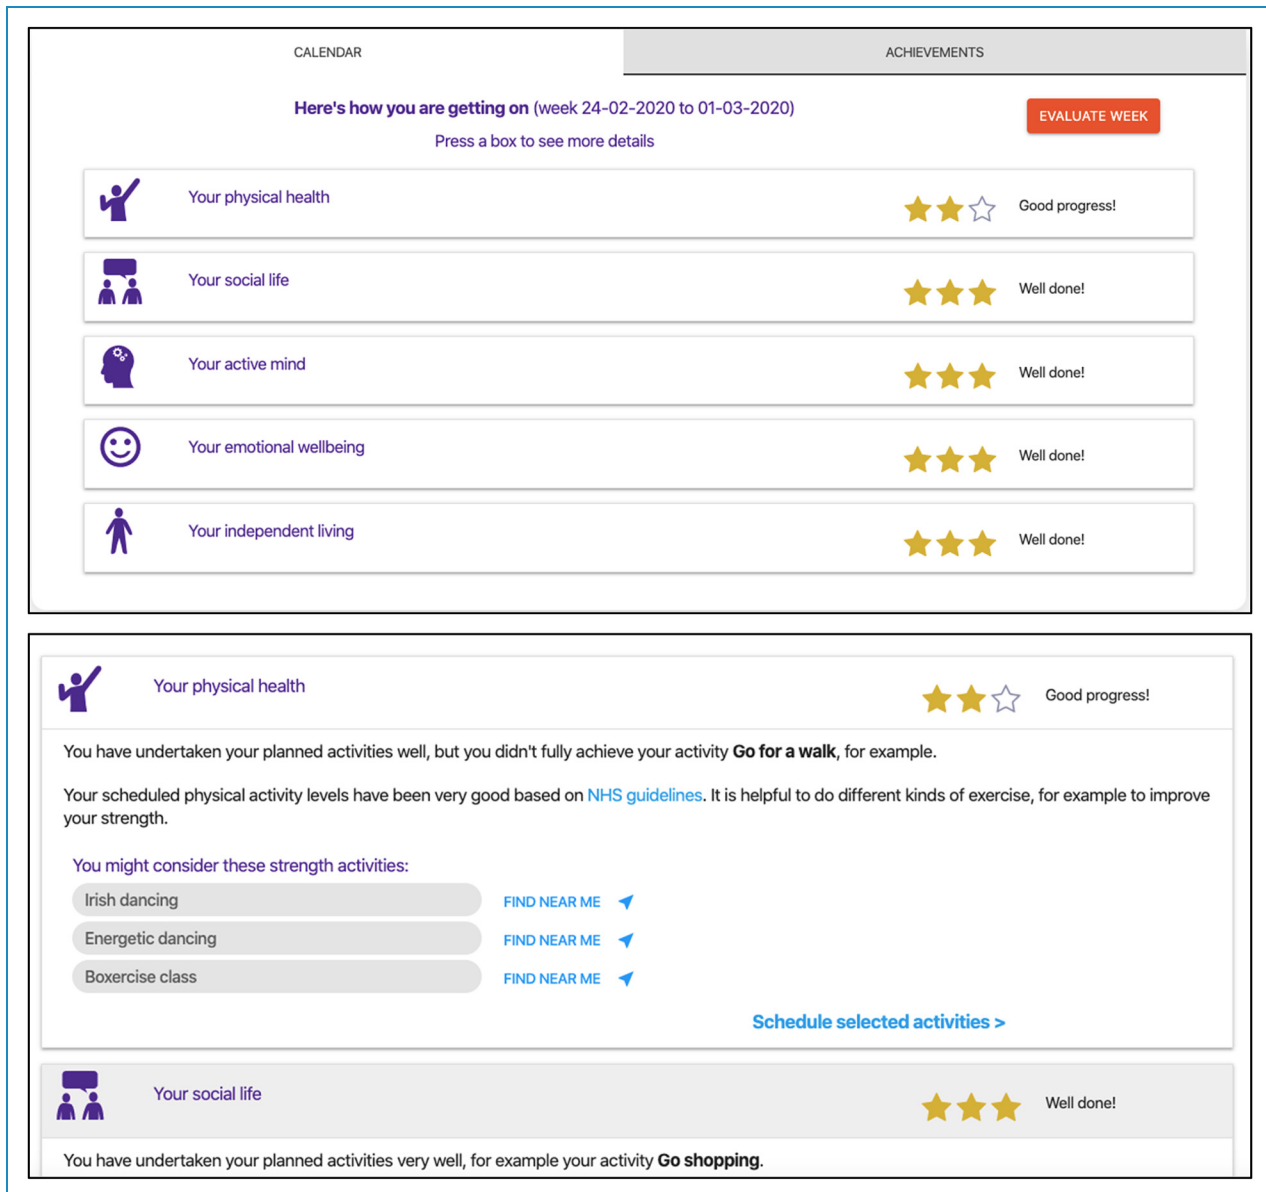 CALENDAR
ACHIEVEMENTS
Here's how you are getting on (week 24-02-2020 to 01-03-2020)
EVALUATE WEEK
Press a box to see more details
Your physical health
Good progress!
Your social life
Well done!
Your active mind
Well done!
Your emotional wellbeing
Well done!
Your independent living
Well done!
Your physical health
Good progress!
You have undertaken your planned activities well, but you didn't fully achieve your activity Go for a walk, for example.
Your scheduled physical activity levels have been very good based on NHS guidelines. It is helpful to do different kinds of exercise, for example to improve
your strength.
You might consider these strength activities:
Irish dancing
FIND NEAR ME
Energetic dancing
FIND NEAR ME
Boxercise class
FIND NEAR ME
Schedule selected activities >
Your social life
Well done!
You have undertaken your planned activities very well, for example your activity Go shopping.